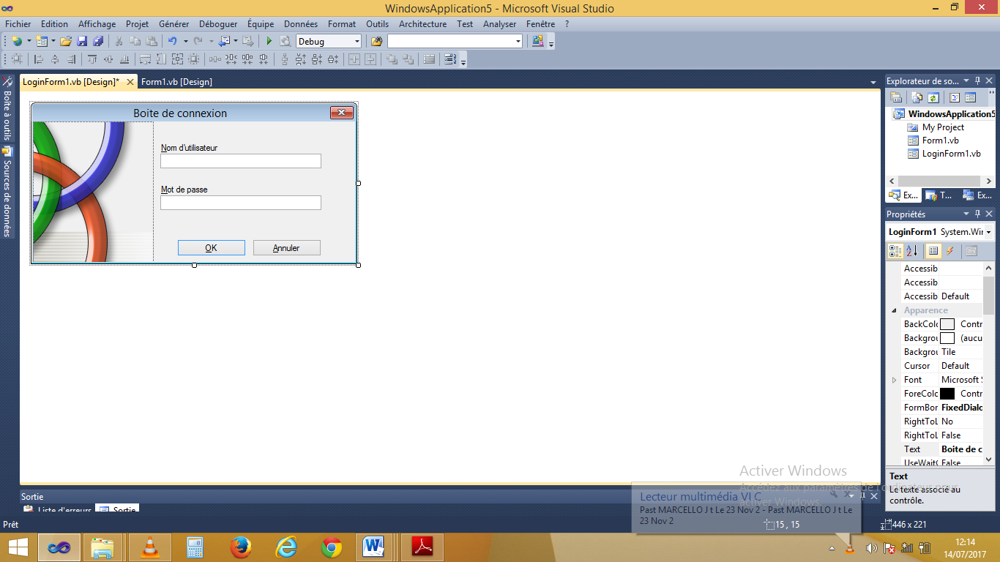 WindowsApplication5 - Microsoft Visual Studio
Fichier Edition Affichage Projet Générer Déboguer Équipe Données Format Outils Architecture Test Analyser Fenêtre ?
Debug
LoginForm1.vb [Design]* Form1.vb [Design]
Boîte à outils
Sources de données
Boite de connexion
Nom d'utilisateur
Mot de passe
OK Annuler
Explorateur de so...
WindowsApplication5
My Project
Form1.vb
LoginForm1.vb
Ex... T... Ex...
Propriétés
LoginForm1 System.Wir
Accessib
Accessib
Accessib Default
Apparence
BackColo Contr
Backgrou (aucu
Backgrou Tile
Cursor Default
Font Microsoft S
ForeColo Contr
FormBor FixedDialo
RightToL No
RightToL False
Text Boite de c
UseWaitC False
Text
Le texte associé au
contrôle.
Activer Windows
Accédez aux paramètres de l'ordinateur pour
activer Windows.
Sortie
Liste d'erreurs Sortie
Lecteur multimédia VLC
Past MARCELLO J t Le 23 Nov 2 - Past MARCELLO J t Le
23 Nov 2
Prêt
15 , 15
446 x 221
12:14
14/07/2017